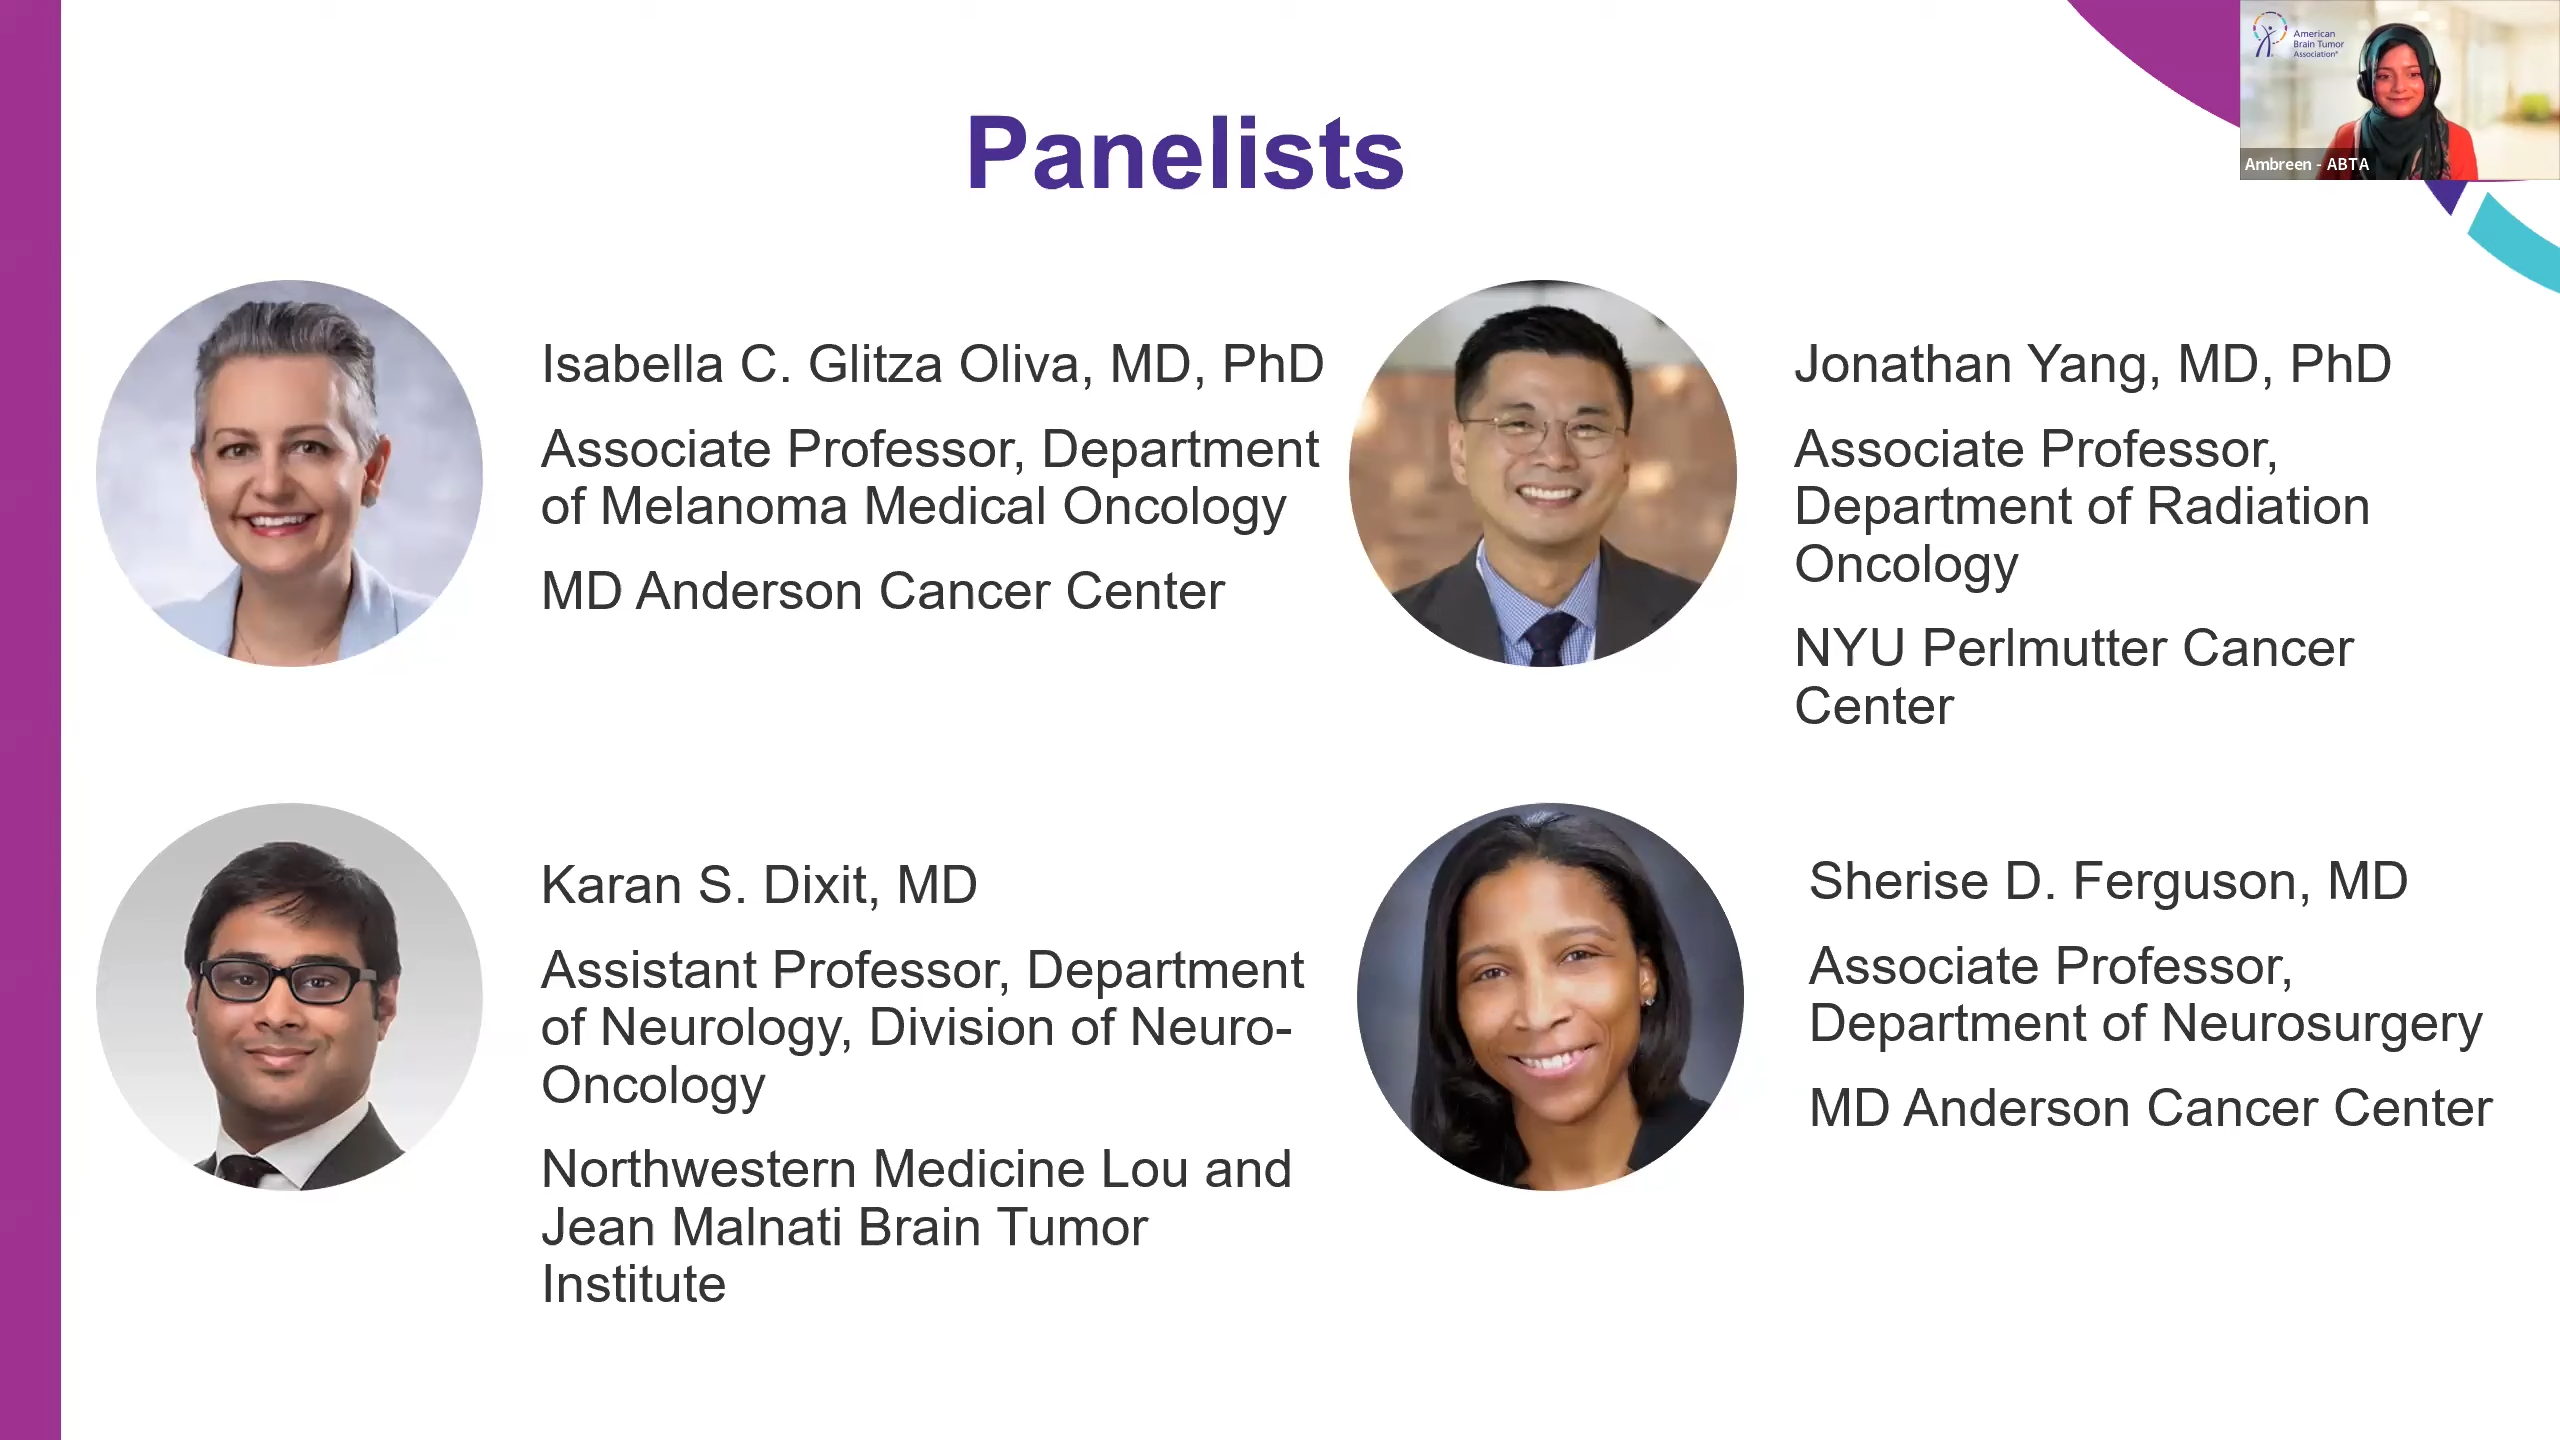 American
Brain Tumor
Association®
Ambreen - ABTA
Panelists
Isabella C. Glitza Oliva, MD, PhD
Associate Professor, Department
of Melanoma Medical Oncology
MD Anderson Cancer Center
Jonathan Yang, MD, PhD
Associate Professor,
Department of Radiation
Oncology
NYU Perlmutter Cancer
Center
Karan S. Dixit, MD
Assistant Professor, Department
of Neurology, Division of Neuro-
Oncology
Northwestern Medicine Lou and
Jean Malnati Brain Tumor
Institute
Sherise D. Ferguson, MD
Associate Professor,
Department of Neurosurgery
MD Anderson Cancer Center